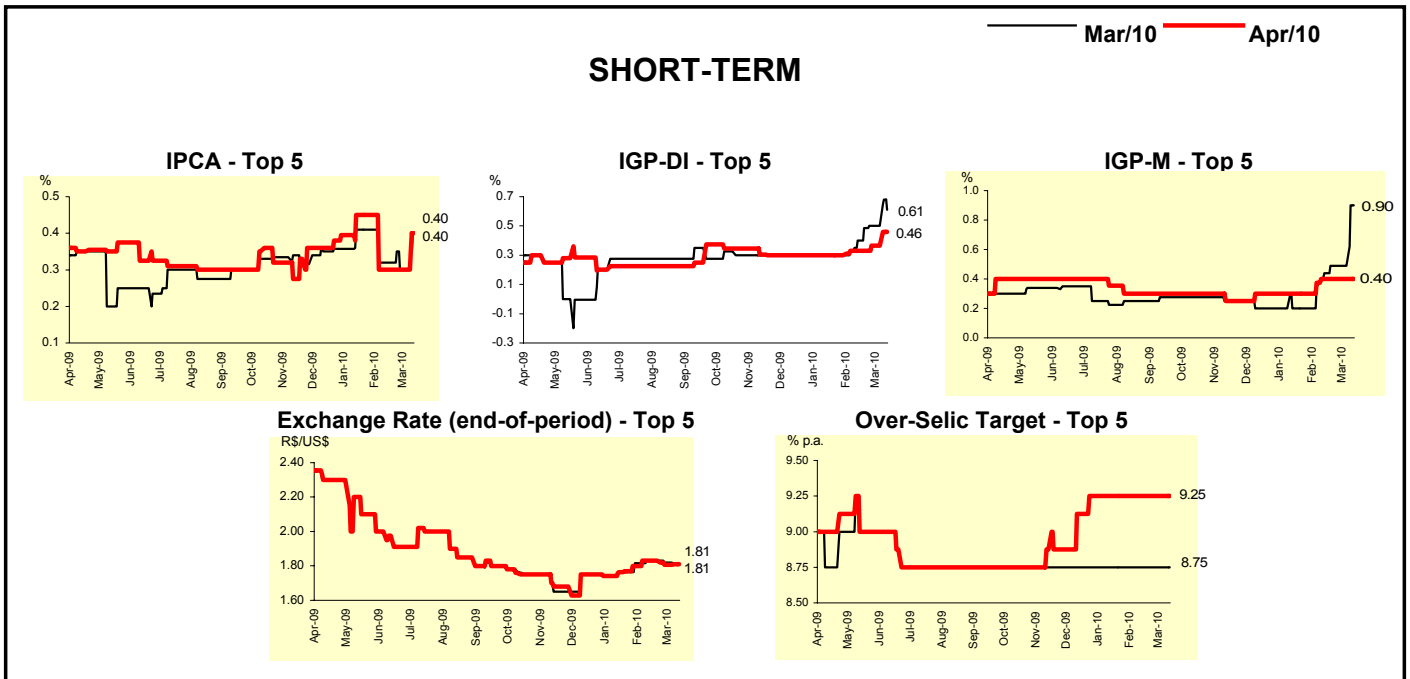 Mar/10 Apr/10
SHORT-TERM
IPCA - Top 5
%
0.5
0.4
0.3
0.2
0.1
0.40
0.40
Apr-09 May-09 Jun-09 Jul-09 Aug-09 Sep-09 Oct-09 Nov-09 Dec-09 Jan-10 Feb-10 Mar-10
IGP-DI - Top 5
%
0.7
0.5
0.3
0.1
-0.1
-0.3
0.61
0.46
Apr-09 May-09 Jun-09 Jul-09 Aug-09 Sep-09 Oct-09 Nov-09 Dec-09 Jan-10 Feb-10 Mar-10
IGP-M - Top 5
%
1.0
0.8
0.6
0.4
0.2
0.0
0.90
0.40
Apr-09 May-09 Jun-09 Jul-09 Aug-09 Sep-09 Oct-09 Nov-09 Dec-09 Jan-10 Feb-10 Mar-10
Exchange Rate (end-of-period) - Top 5
R$/US$
2.40
2.20
2.00
1.80
1.60
1.81
1.81
Apr-09 May-09 Jun-09 Jul-09 Aug-09 Sep-09 Oct-09 Nov-09 Dec-09 Jan-10 Feb-10 Mar-10
Over-Selic Target - Top 5
% p.a.
9.50
9.25
9.00
8.75
8.50
9.25
8.75
Apr-09 May-09 Jun-09 Jul-09 Aug-09 Sep-09 Oct-09 Nov-09 Dec-09 Jan-10 Feb-10 Mar-10